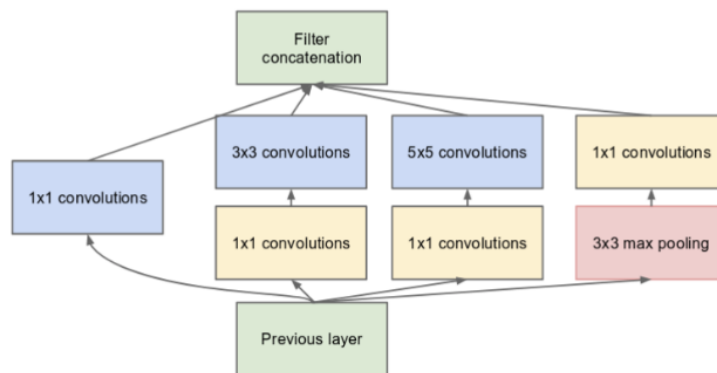 Filter
concatenation
3x3 convolutions
5x5 convolutions
1x1 convolutions
1x1 convolutions
1x1 convolutions
1x1 convolutions
3x3 max pooling
Previous layer